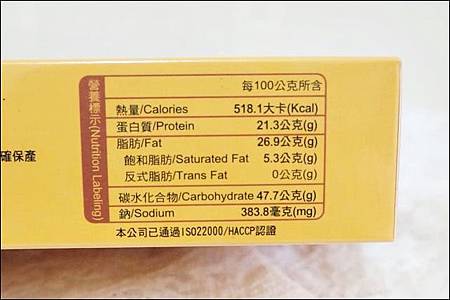 營養標示(Nutrition Labeling)
每100公克所含
熱量/Calories 518.1大卡(Kcal)
蛋白質/Protein 21.3公克(g)
脂肪/Fat 26.9公克(g)
飽和脂肪/Saturated Fat 5.3公克(g)
反式脂肪/Trans Fat 0公克(g)
碳水化合物/Carbohydrate 47.7公克(g)
鈉/Sodium 383.8毫克(mg)
本公司已通過ISO22000/HACCP認證
確保產